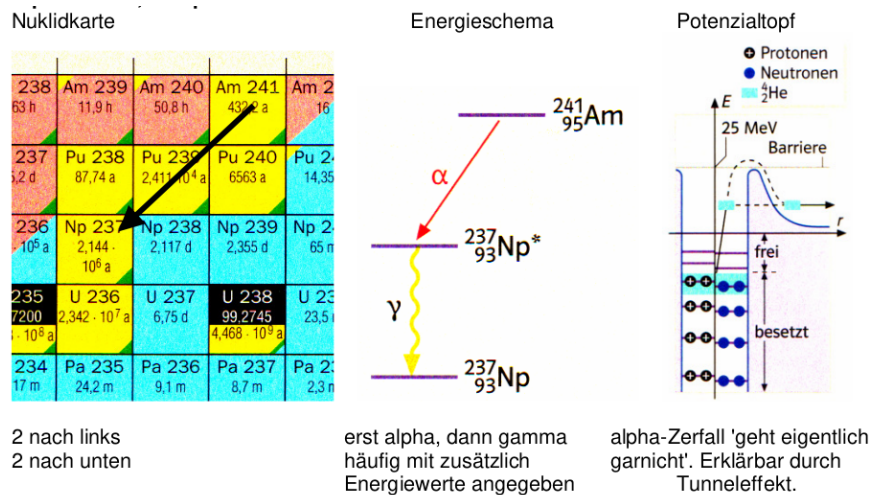 Nuklidkarte
Energieschema
Potenzialtopf
238 Am 239 Am 240 Am 241 Am 2
63 h 11,9 h 50,8 h 432,2 a 16
237 Pu 238 Pu 239 Pu 240 Pu 2
,2 d 87,74 a 2,411 · 10⁴ a 6563 a 14,35
236 Np 237 Np 238 Np 239 Np 2
· 10⁵ a 2,144 · 2,117 d 2,355 d 65 m
10⁶ a
235 U 236 U 237 U 238 U 23
7200 2,342 · 10⁷ a 6,75 d 99,2745 23,5
· 10⁸ a 4,468 · 10⁹ a
234 Pa 235 Pa 236 Pa 237 Pa 2
17 m 24,2 m 9,1 m 8,7 m 2,3
²⁴¹₉₅Am
α
²³⁷₉₃Np*
γ
²³⁷₉₃Np
Protonen
Neutronen
⁴₂He
E
25 MeV
Barriere
r
frei
besetzt
2 nach links
2 nach unten
erst alpha, dann gamma
häufig mit zusätzlich
Energiewerte angegeben
alpha-Zerfall 'geht eigentlich
garnicht'. Erklärbar durch
Tunneleffekt.